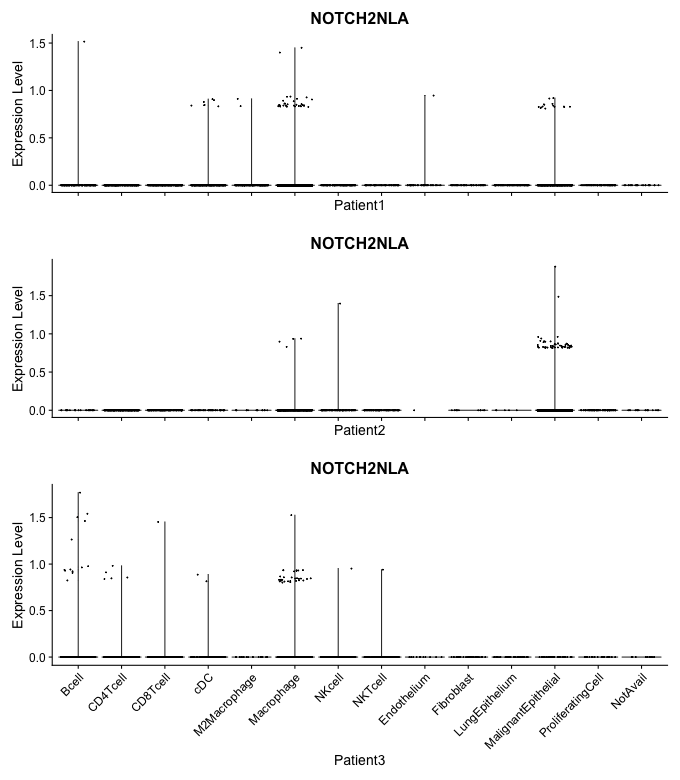 NOTCH2NLA
Expression Level
1.5
1.0
0.5
0.0
Patient1
NOTCH2NLA
Expression Level
1.5
1.0
0.5
0.0
Patient2
NOTCH2NLA
Expression Level
1.5
1.0
0.5
0.0
Bcell
CD4Tcell
CD8Tcell
cDC
M2Macrophage
Macrophage
NKcell
NKTcell
Endothelium
Fibroblast
LungEpithelium
MalignantEpithelial
ProliferatingCell
NotAvail
Patient3